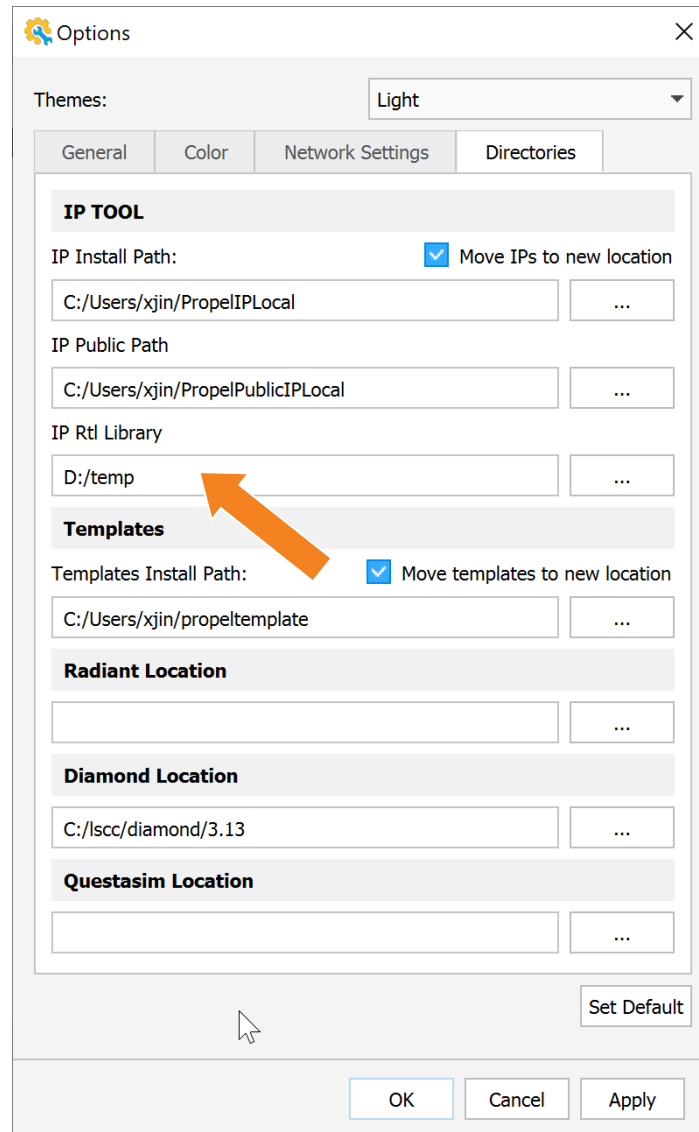 Options
Themes: Light
General Color Network Settings Directories
IP TOOL
IP Install Path: Move IPs to new location
C:/Users/xjin/PropelIPLocal ...
IP Public Path
C:/Users/xjin/PropelPublicIPLocal ...
IP Rtl Library
D:/temp ...
Templates
Templates Install Path: Move templates to new location
C:/Users/xjin/propeltemplate ...
Radiant Location
...
Diamond Location
C:/lscc/diamond/3.13 ...
Questasim Location
...
Set Default
OK Cancel Apply